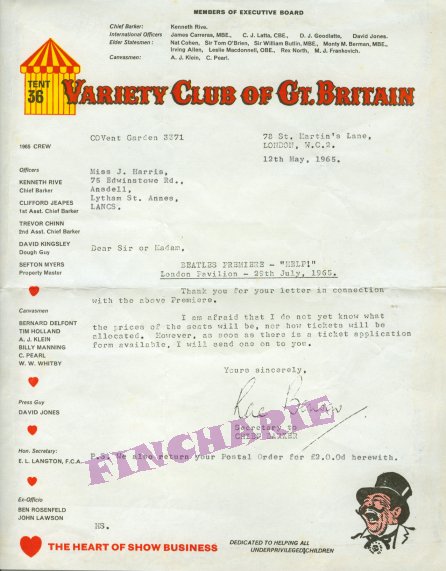 MEMBERS OF EXECUTIVE BOARD
Chief Barker: Kenneth Rive.
International Officers James Carreras, MBE., C. J. Latta, CBE., D. J. Goodlatte, David Jones.
Elder Statesmen: Nat Cohen, Sir Tom O'Brien, Sir William Butlin, MBE., Monty M. Berman, MBE.,
Irving Allen, Leslie Macdonnell, OBE., Rex North, M. J. Frankovich.
Canvasmen: A. J. Klein, C. Pearl.
TENT
36
VARIETY CLUB OF GT. BRITAIN
COVent Garden 3371
78 St. Martin's Lane,
LONDON, W.C.2.
1965 CREW
12th May, 1965.
Officers
KENNETH RIVE
Chief Barker
CLIFFORD JEAPES
1st Asst. Chief Barker
TREVOR CHINN
2nd Asst. Chief Barker
DAVID KINGSLEY
Dough Guy
SEFTON MYERS
Property Master
Canvasmen
BERNARD DELFONT
TIM HOLLAND
A. J. KLEIN
BILLY MANNING
C. PEARL
W. W. WHITBY
Press Guy
DAVID JONES
Hon. Secretary:
E. L. LANGTON, F.C.A.
Ex-Officio
BEN ROSENFELD
JOHN LAWSON
Miss J. Harris,
75 Edwinstowe Rd.,
Ansdell,
Lytham St. Annes,
LANCS.
Dear Sir or Madam,
BEATLES PREMIERE - "HELP!"
London Pavilion - 29th July, 1965.
Thank you for your letter in connection
with the above Premiere.
I am afraid that I do not yet know what
the prices of the seats will be, nor how tickets will be
allocated. However, as soon as there is a ticket application
form available, I will send one on to you.
Yours sincerely,
Secretary to
CHIEF BARKER
FINCHARIE
P.S. We also return your Postal Order for £2.0.0d herewith.
HS.
THE HEART OF SHOW BUSINESS
DEDICATED TO HELPING ALL
UNDERPRIVILEGED CHILDREN